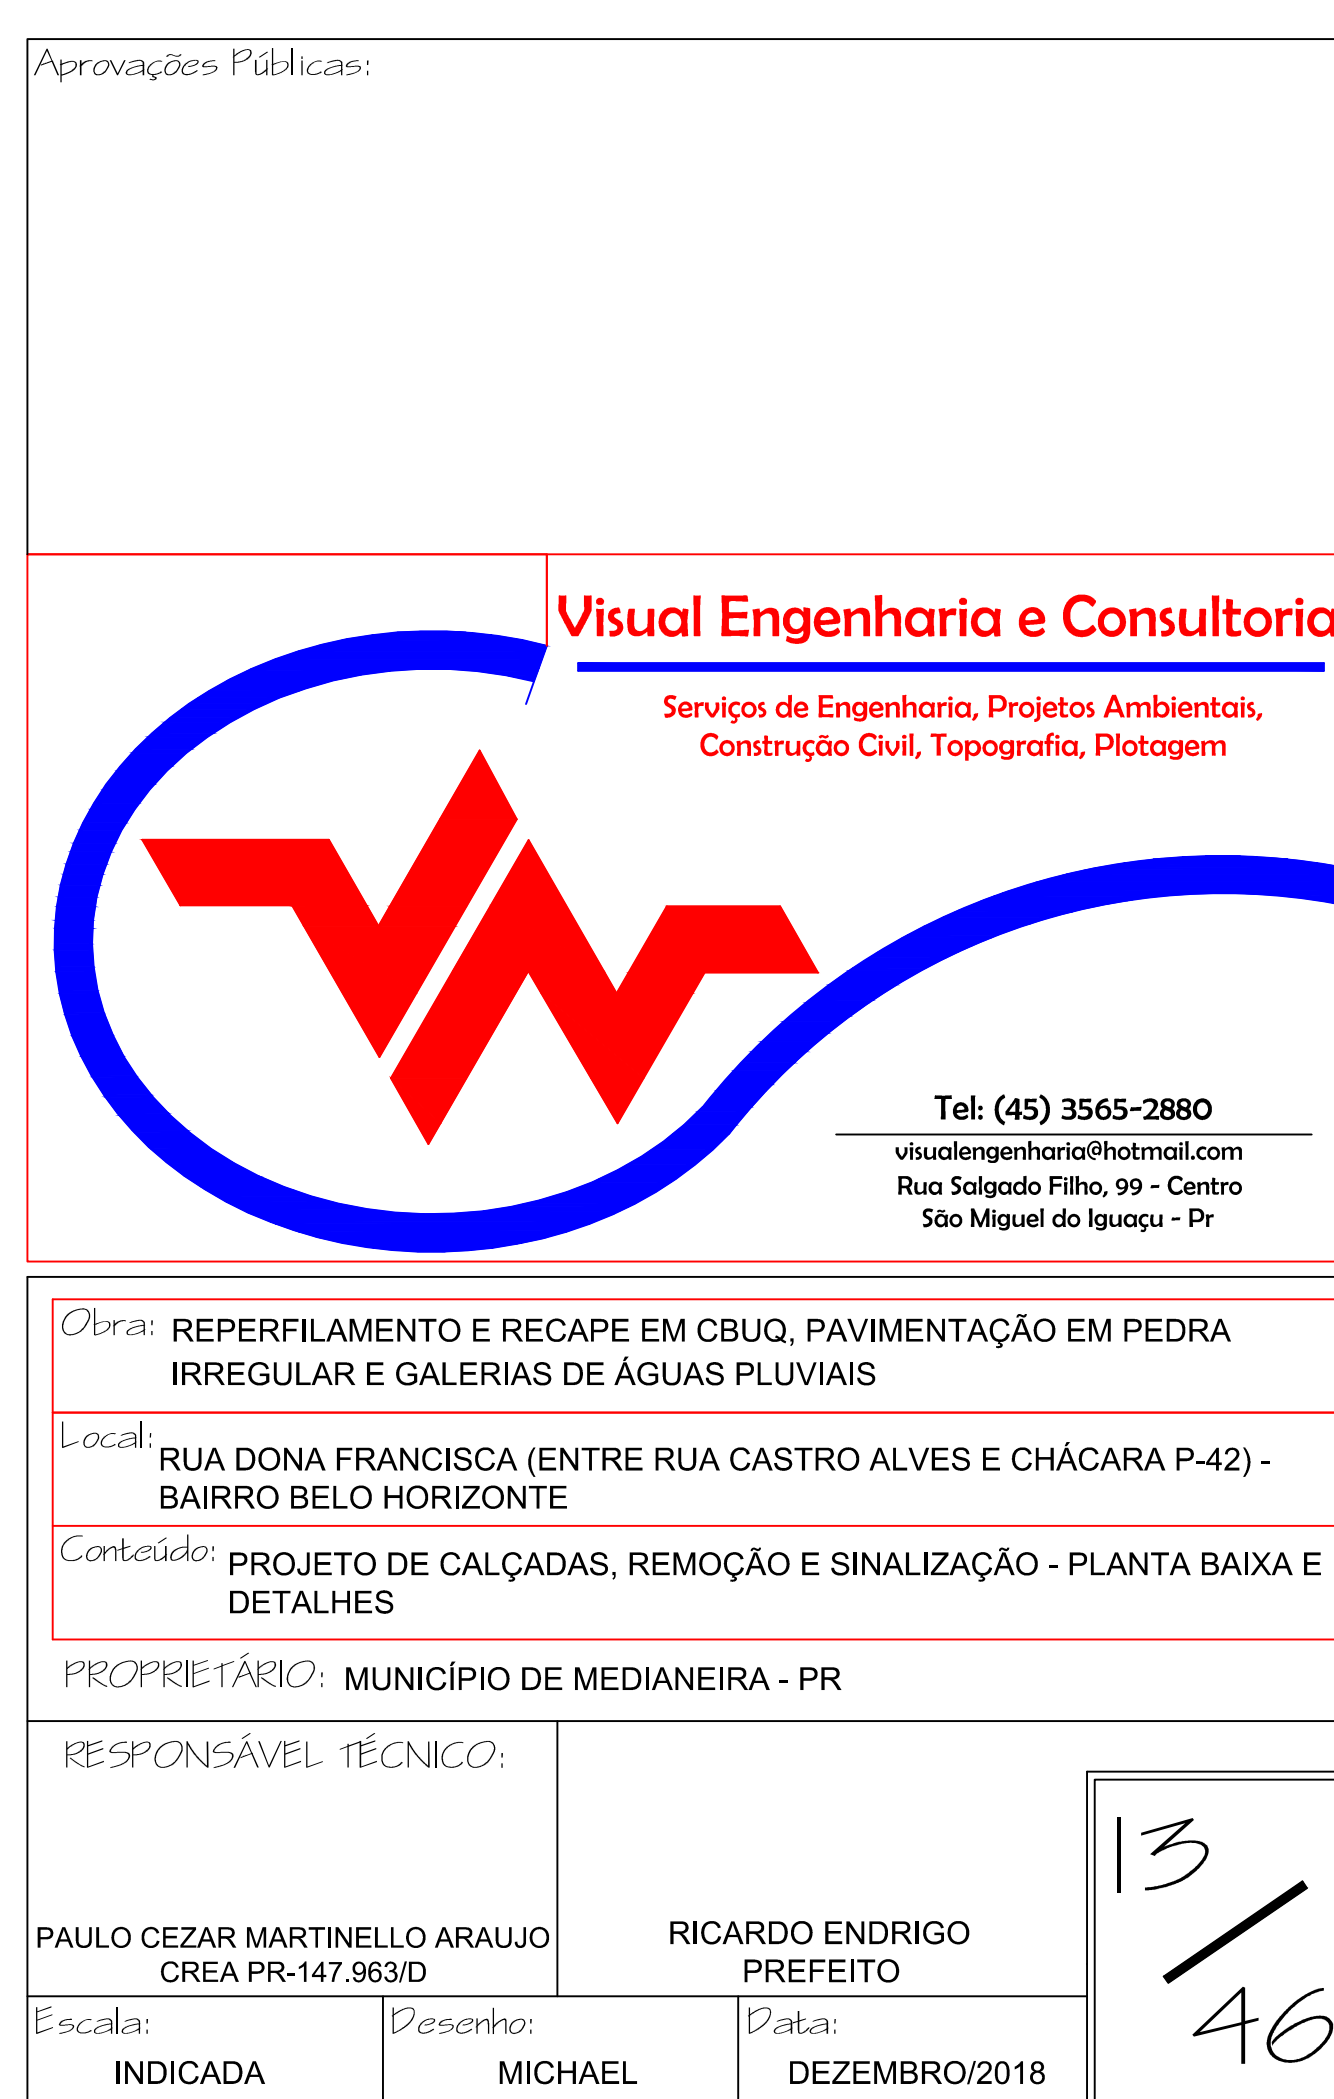 Aprovações Públicas:
Visual Engenharia e Consultoria
Serviços de Engenharia, Projetos Ambientais,
Construção Civil, Topografia, Plotagem
Tel: (45) 3565-2880
visualengenharia@hotmail.com
Rua Salgado Filho, 99 - Centro
São Miguel do Iguaçu - Pr
Obra: REPERFILAMENTO E RECAPE EM CBUQ, PAVIMENTAÇÃO EM PEDRA
IRREGULAR E GALERIAS DE ÁGUAS PLUVIAIS
Local: RUA DONA FRANCISCA (ENTRE RUA CASTRO ALVES E CHÁCARA P-42) -
BAIRRO BELO HORIZONTE
Conteúdo: PROJETO DE CALÇADAS, REMOÇÃO E SINALIZAÇÃO - PLANTA BAIXA E
DETALHES
PROPRIETÁRIO: MUNICÍPIO DE MEDIANEIRA - PR
RESPONSÁVEL TÉCNICO:
PAULO CEZAR MARTINELLO ARAUJO
CREA PR-147.963/D
RICARDO ENDRIGO
PREFEITO
13
/
46
Escala:
INDICADA
Desenho:
MICHAEL
Data:
DEZEMBRO/2018